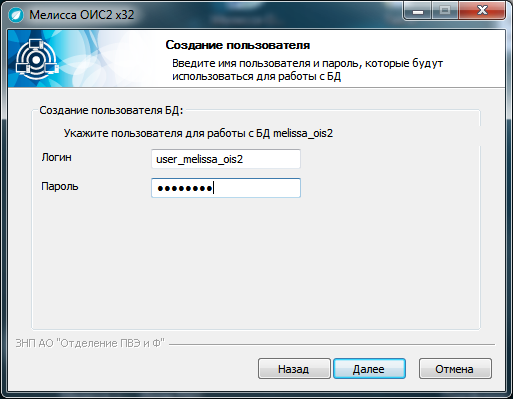 Мелисса ОИС2 x32
Создание пользователя
Введите имя пользователя и пароль, которые будут
использоваться для работы с БД
Создание пользователя БД:
Укажите пользователя для работы с БД melissa_ois2
Логин
user_melissa_ois2
Пароль
●●●●●●●●
ЗНП АО "Отделение ПВЭ и Ф"
Назад
Далее
Отмена